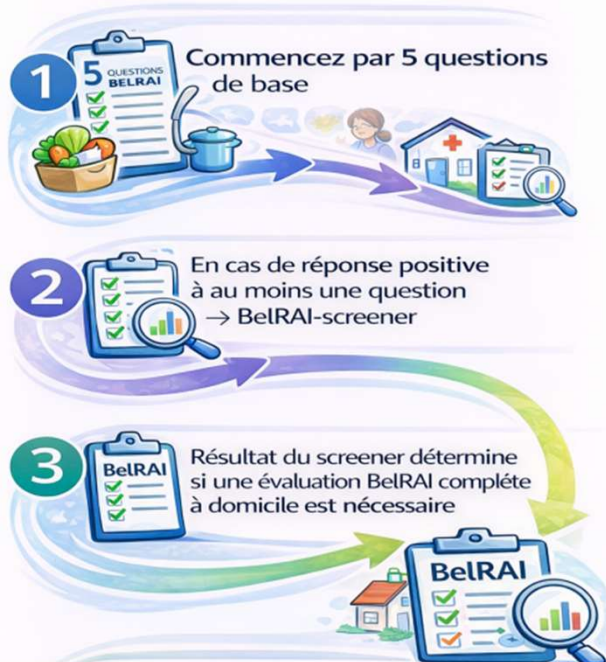 1
5 QUESTIONS
BELRAI
Commencez par 5 questions
de base
2
En cas de réponse positive
à au moins une question
→ BelRAI-screener
3
BelRAI
Résultat du screener détermine
si une évaluation BelRAI compléte
à domicile est nécessaire
BelRAI